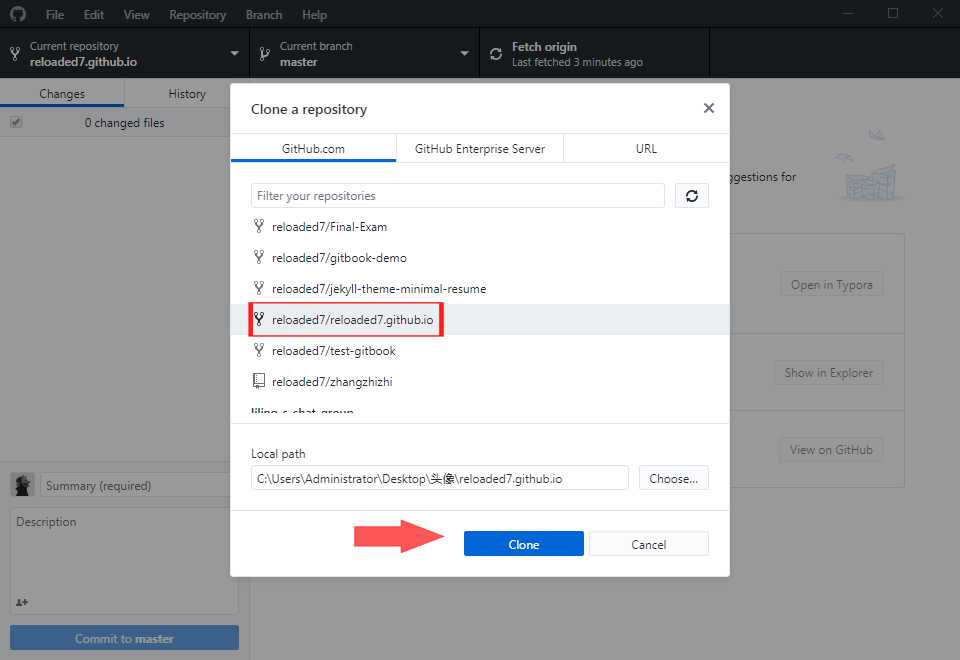 File Edit View Repository Branch Help
Current repository
reloaded7.github.io
Current branch
master
Fetch origin
Last fetched 3 minutes ago
Changes History
0 changed files
Clone a repository
GitHub.com GitHub Enterprise Server URL
Filter your repositories
reloaded7/Final-Exam
reloaded7/gitbook-demo
reloaded7/jekyll-theme-minimal-resume
reloaded7/reloaded7.github.io
reloaded7/test-gitbook
reloaded7/zhangzhizhi
Local path
C:\Users\Administrator\Desktop\头像\reloaded7.github.io
Choose...
Clone
Cancel
ggestions for
Open in Typora
Show in Explorer
View on GitHub
Summary (required)
Description
Commit to master